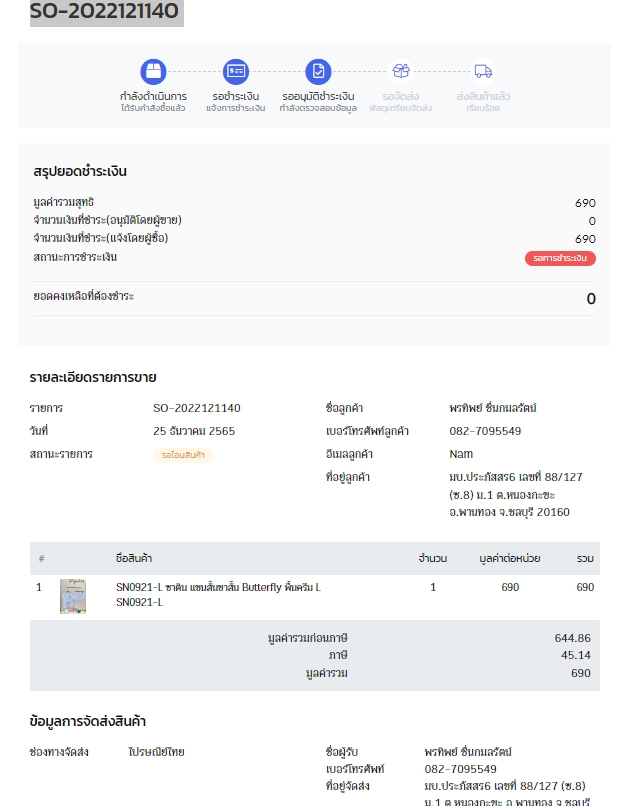 SO-2022121140
กำลังดำเนินการ
ได้รับคำสั่งซื้อแล้ว
รอชำระเงิน
แจ้งการชำระเงิน
รออนุมัติชำระเงิน
กำลังตรวจสอบข้อมูล
รอจัดส่ง
พัสดุเตรียมจัดส่ง
ส่งสินค้าแล้ว
เรียบร้อย
สรุปยอดชำระเงิน
มูลค่ารวมสุทธิ 690
จำนวนเงินที่ชำระ(อนุมัติโดยผู้ขาย) 0
จำนวนเงินที่ชำระ(แจ้งโดยผู้ซื้อ) 690
สถานะการชำระเงิน รอการชำระเงิน
ยอดคงเหลือที่ต้องชำระ 0
รายละเอียดรายการขาย
รายการ SO-2022121140
วันที่ 25 ธันวาคม 2565
สถานะรายการ รอโอนสินค้า
ชื่อลูกค้า พรทิพย์ ชื่นกมลรัตน์
เบอร์โทรศัพท์ลูกค้า 082-7095549
อีเมลลูกค้า Nam
ที่อยู่ลูกค้า มบ.ประภัสสร6 เลขที่ 88/127
(ซ.8) ม.1 ต.หนองกะขะ
อ.พานทอง จ.ชลบุรี 20160
# ชื่อสินค้า จำนวน มูลค่าต่อหน่วย รวม
1 SN0921-L ซาติน แขนสั้นขาสั้น Butterfly พื้นครีม L 1 690 690
SN0921-L
มูลค่ารวมก่อนภาษี 644.86
ภาษี 45.14
มูลค่ารวม 690
ข้อมูลการจัดส่งสินค้า
ช่องทางจัดส่ง ไปรษณีย์ไทย
ชื่อผู้รับ พรทิพย์ ชื่นกมลรัตน์
เบอร์โทรศัพท์ 082-7095549
ที่อยู่จัดส่ง มบ.ประภัสสร6 เลขที่ 88/127 (ซ.8)
ม.1 ต.หนองกะขะ อ.พานทอง จ.ชลบุรี